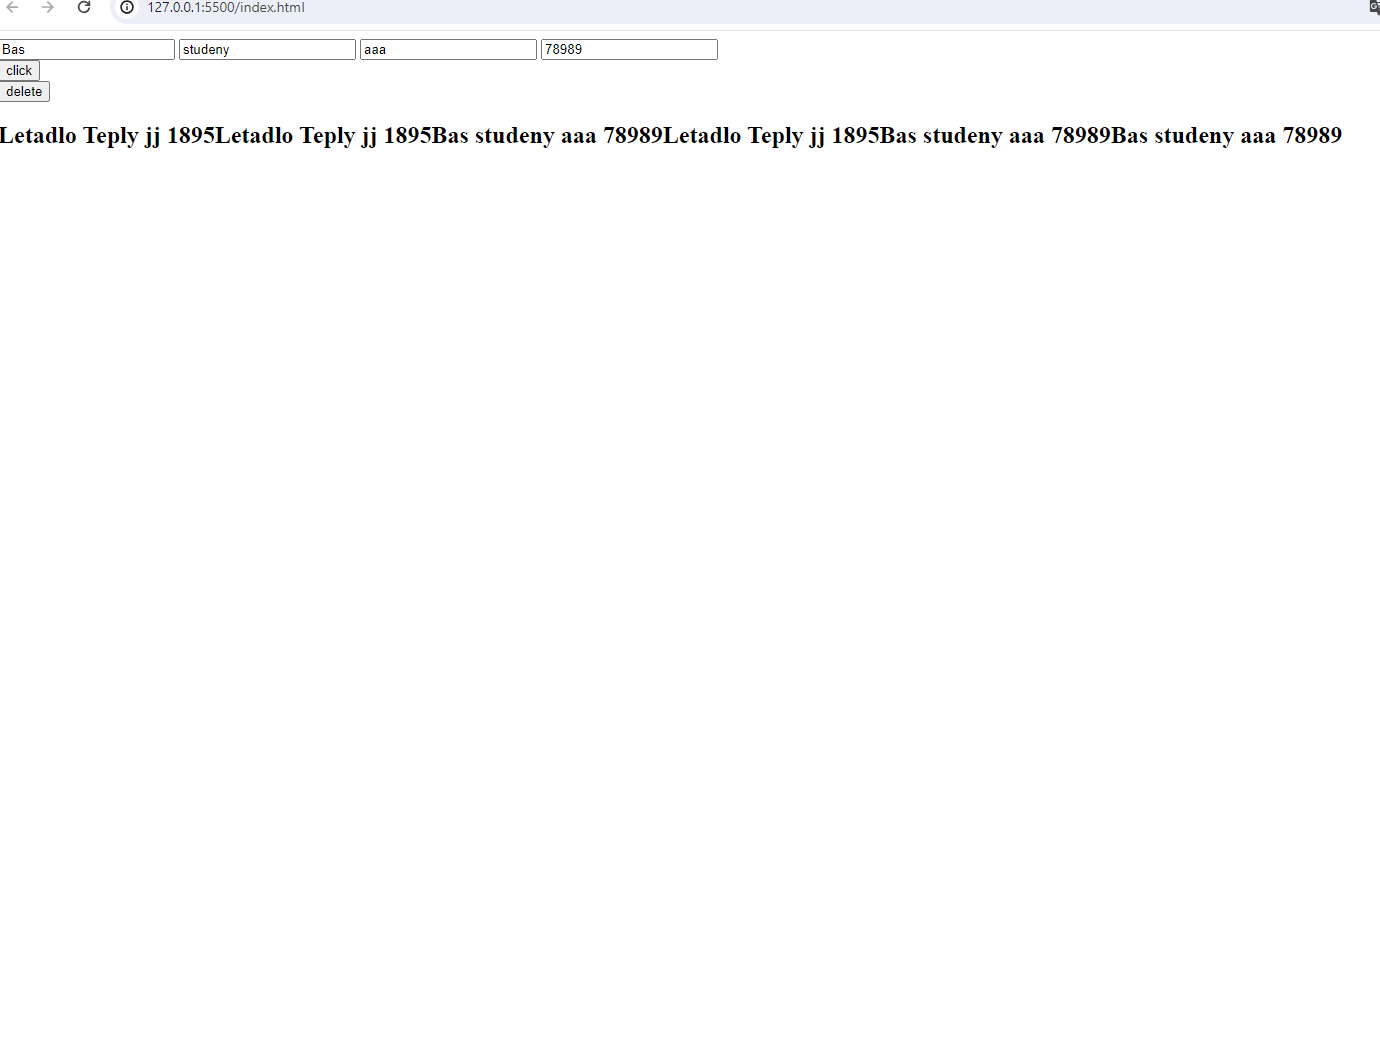 127.0.0.1:5500/index.html
Bas studeny aaa 78989
click
delete
Letadlo Teply jj 1895Letadlo Teply jj 1895Bas studeny aaa 78989Letadlo Teply jj 1895Bas studeny aaa 78989Bas studeny aaa 78989